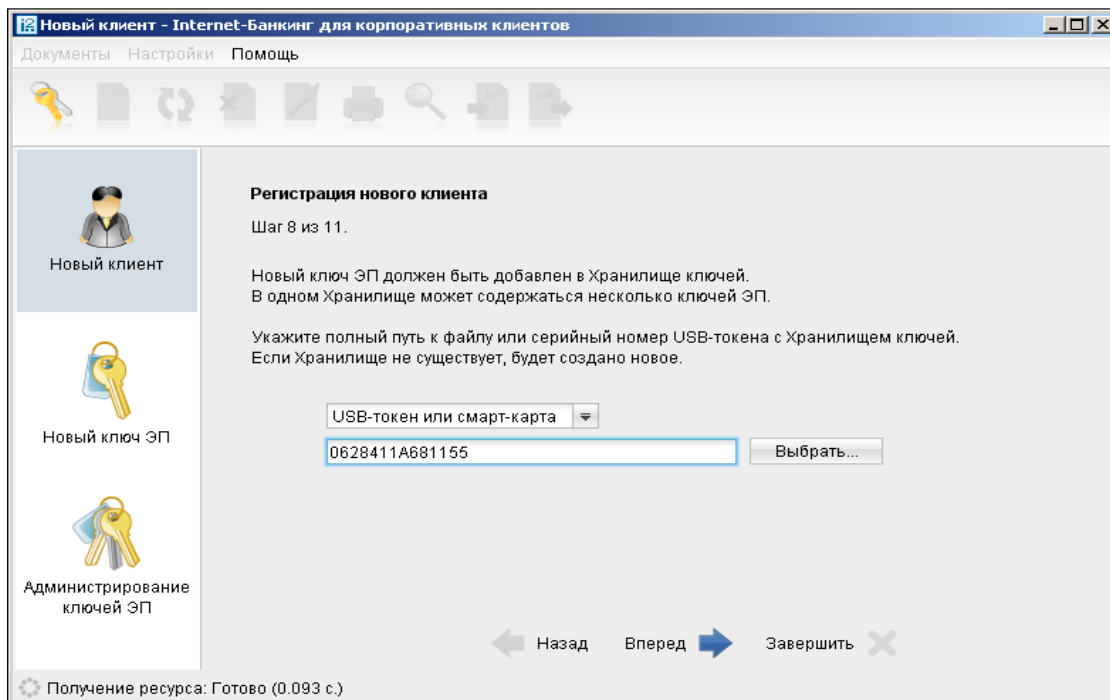 Новый клиент - Internet-Банкинг для корпоративных клиентов
Документы Настройки Помощь
Новый клиент
Новый ключ ЭП
Администрирование
ключей ЭП
Регистрация нового клиента
Шаг 8 из 11.
Новый ключ ЭП должен быть добавлен в Хранилище ключей.
В одном Хранилище может содержаться несколько ключей ЭП.
Укажите полный путь к файлу или серийный номер USB-токена с Хранилищем ключей.
Если Хранилище не существует, будет создано новое.
USB-токен или смарт-карта
0628411A681155 Выбрать...
Назад Вперед Завершить
Получение ресурса: Готово (0.093 с.)